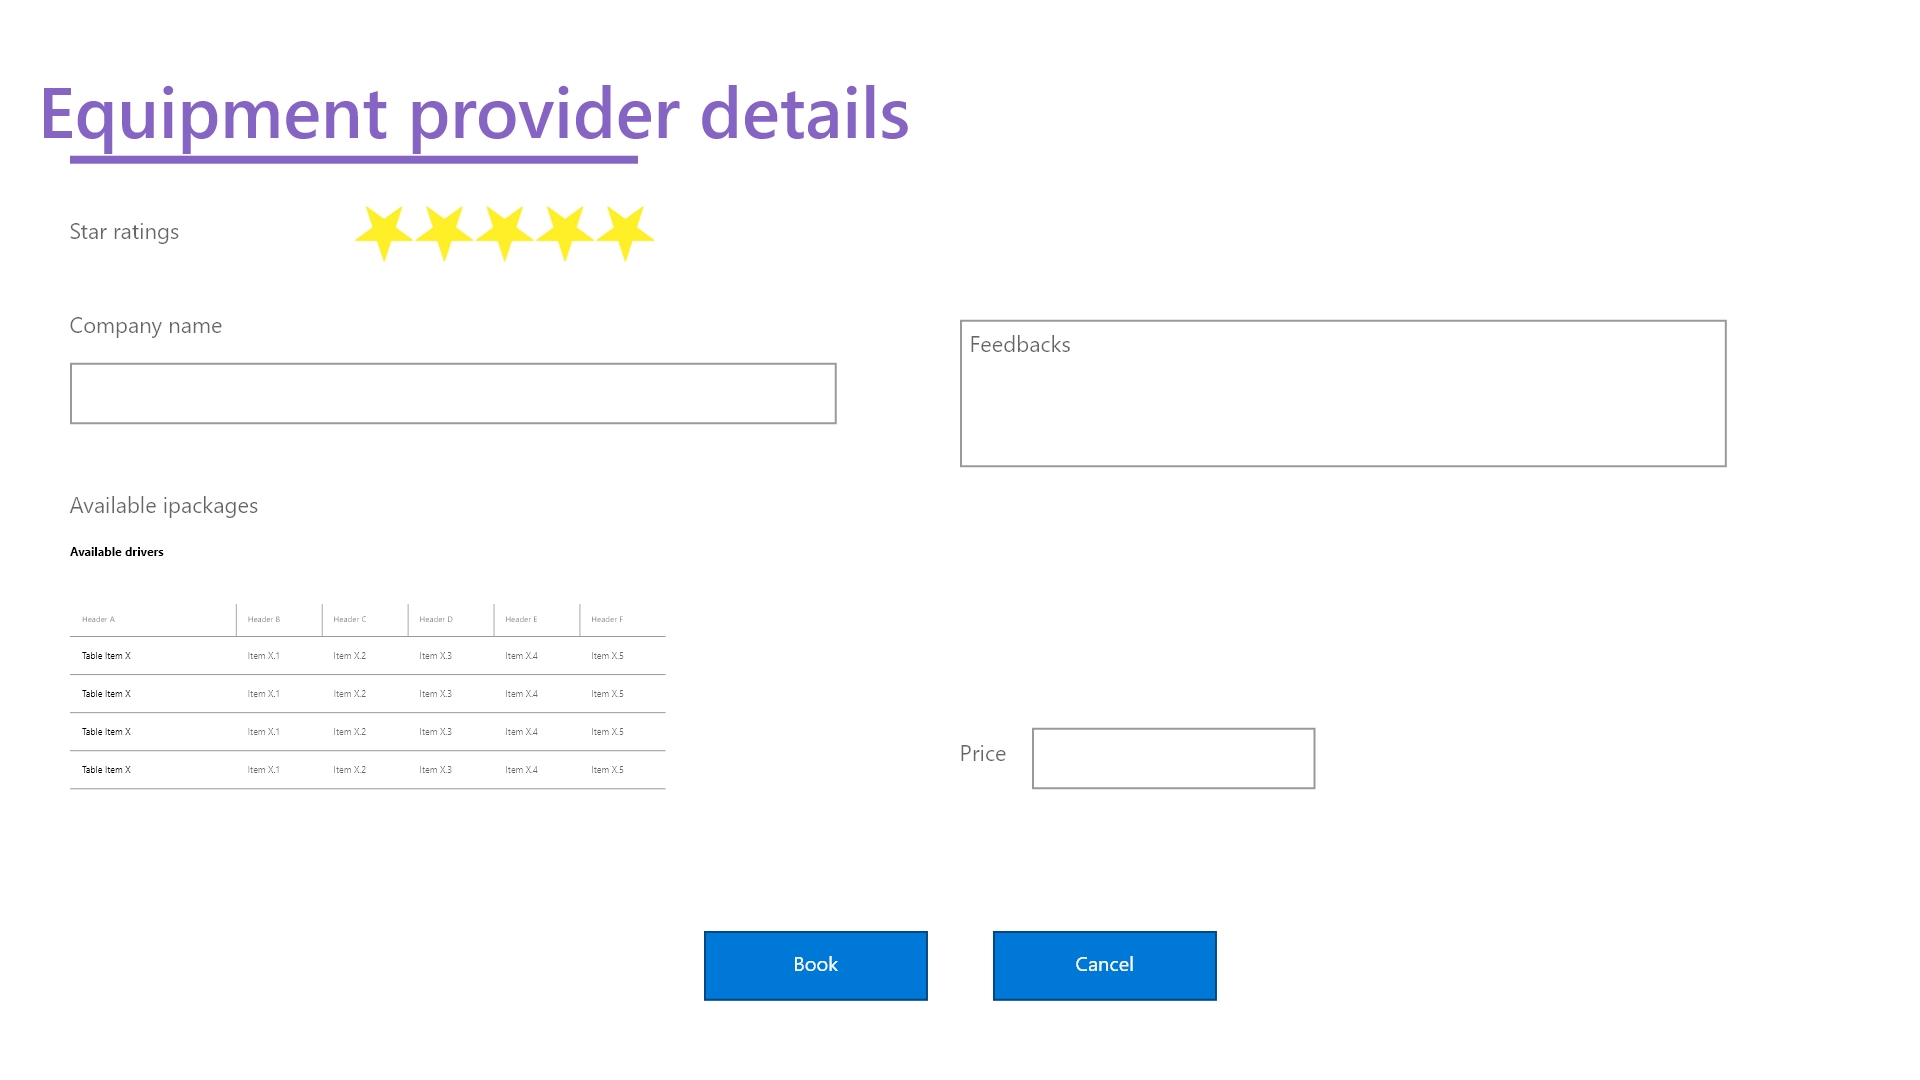 Equipment provider details
Star ratings
Company name
Feedbacks
Available ipackages
Available drivers
Header A Header B Header C Header D Header E Header F
Table Item X Item X.1 Item X.2 Item X.3 Item X.4 Item X.5
Table Item X Item X.1 Item X.2 Item X.3 Item X.4 Item X.5
Table Item X Item X.1 Item X.2 Item X.3 Item X.4 Item X.5
Table Item X Item X.1 Item X.2 Item X.3 Item X.4 Item X.5
Price
Book Cancel